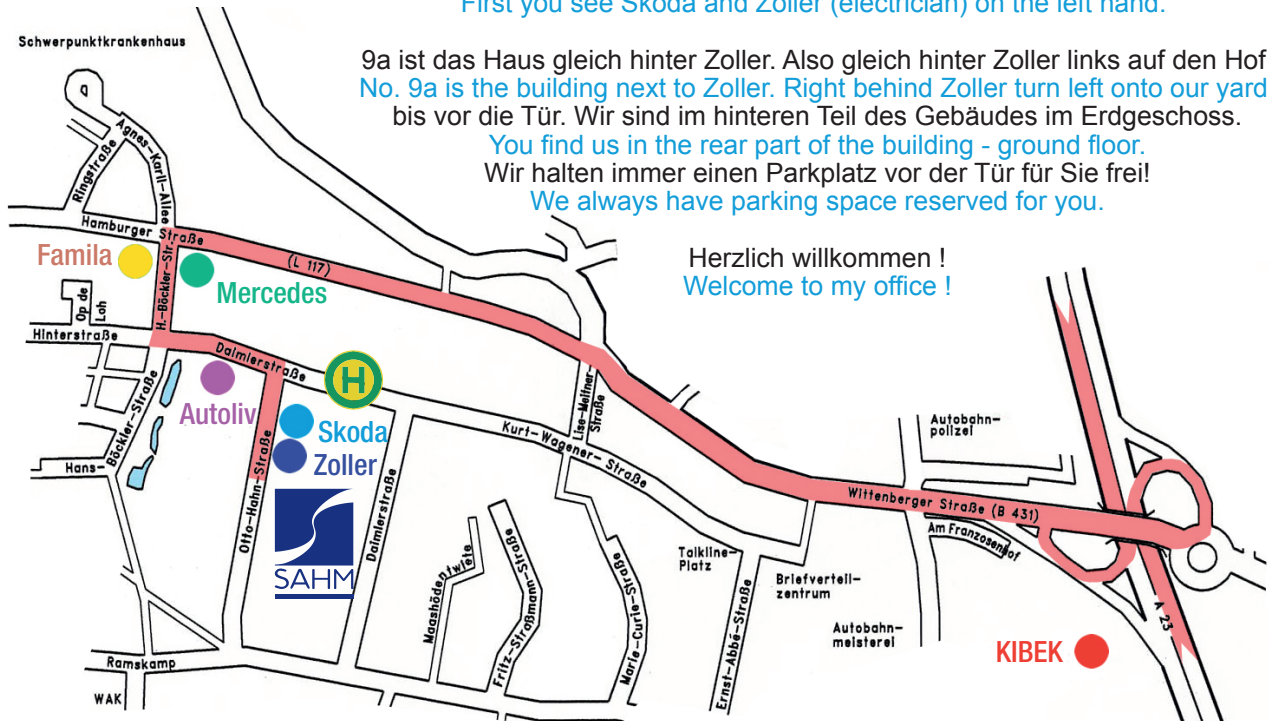 First you see Skoda and Zoller (electrician) on the left hand.
Schwerpunktkrankenhaus
9a ist das Haus gleich hinter Zoller. Also gleich hinter Zoller links auf den Hof
No. 9a is the building next to Zoller. Right behind Zoller turn left onto our yard
bis vor die Tür. Wir sind im hinteren Teil des Gebäudes im Erdgeschoss.
You find us in the rear part of the building - ground floor.
Wir halten immer einen Parkplatz vor der Tür für Sie frei!
We always have parking space reserved for you.
Herzlich willkommen !
Welcome to my office !
Agnes-Karll-Allee
Ringstraße
Hamburger Straße
(L 117)
Famila
Mercedes
H.-Böckler-Str.
Op de
Loh
Hinterstraße
Daimlerstraße
H
Autoliv
Skoda
Zoller
Hans-
Böckler-Straße
Otto-Hahn-Straße
SAHM
Daimlerstraße
Kurt-Wagener-Straße
Lise-Meitner-
Straße
Autobahn-
polizei
Wittenberger Straße (B 431)
Am Franzosenhof
Talkline-
Platz
Briefverteil-
zentrum
Autobahn-
meisterei
A 23
KIBEK
Maashödentwiete
Fritz-Straßmann-Straße
Marie-Curie-Straße
Ernst-Abbé-Straße
Ramskamp
WAK